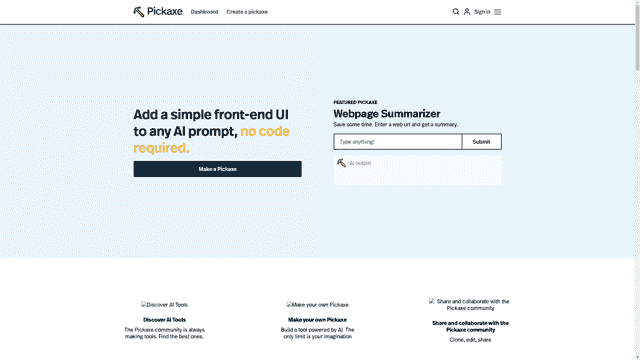 Pickaxe
Dashboard
Create a pickaxe
Sign in
Add a simple front-end UI
to any AI prompt, no code
required.
Make a Pickaxe
FEATURED PICKAXE
Webpage Summarizer
Save some time. Enter a web url and get a summary.
Type anything!
Submit
AI output
Discover AI Tools
Discover AI Tools
The Pickaxe community is always
making tools. Find the best ones.
Make your own Pickaxe
Make your own Pickaxe
Build a tool powered by AI. The
only limit is your imagination
Share and collaborate with the
Pickaxe community
Share and collaborate with the
Pickaxe community
Clone, edit, share